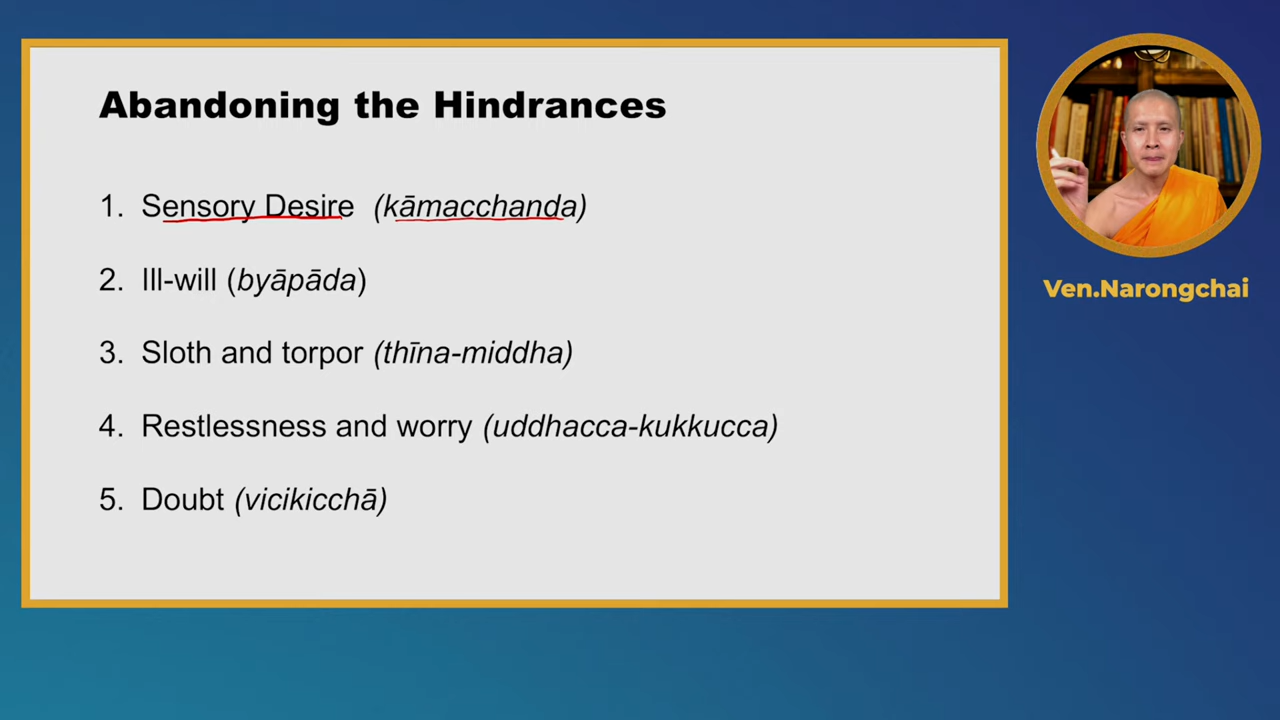 Abandoning the Hindrances
1. Sensory Desire (kāmacchanda)
2. Ill-will (byāpāda)
3. Sloth and torpor (thīna-middha)
4. Restlessness and worry (uddhacca-kukkucca)
5. Doubt (vicikicchā)
Ven.Narongchai